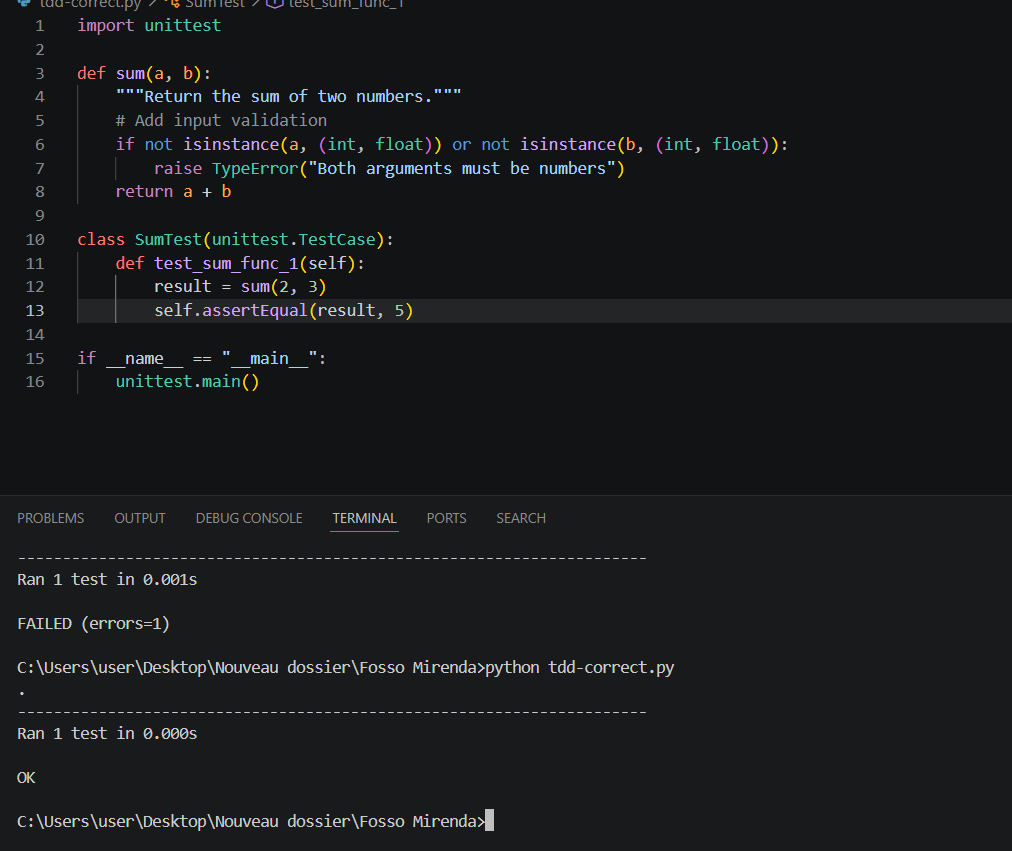 tdd-correct.py > SumTest > test_sum_func_1
1 import unittest
2
3 def sum(a, b):
4     """Return the sum of two numbers."""
5     # Add input validation
6     if not isinstance(a, (int, float)) or not isinstance(b, (int, float)):
7         raise TypeError("Both arguments must be numbers")
8     return a + b
9
10 class SumTest(unittest.TestCase):
11     def test_sum_func_1(self):
12         result = sum(2, 3)
13         self.assertEqual(result, 5)
14
15 if __name__ == "__main__":
16     unittest.main()
PROBLEMS OUTPUT DEBUG CONSOLE TERMINAL PORTS SEARCH
----------------------------------------------------------------------
Ran 1 test in 0.001s
FAILED (errors=1)
C:\Users\user\Desktop\Nouveau dossier\Fosso Mirenda>python tdd-correct.py
.
----------------------------------------------------------------------
Ran 1 test in 0.000s
OK
C:\Users\user\Desktop\Nouveau dossier\Fosso Mirenda>